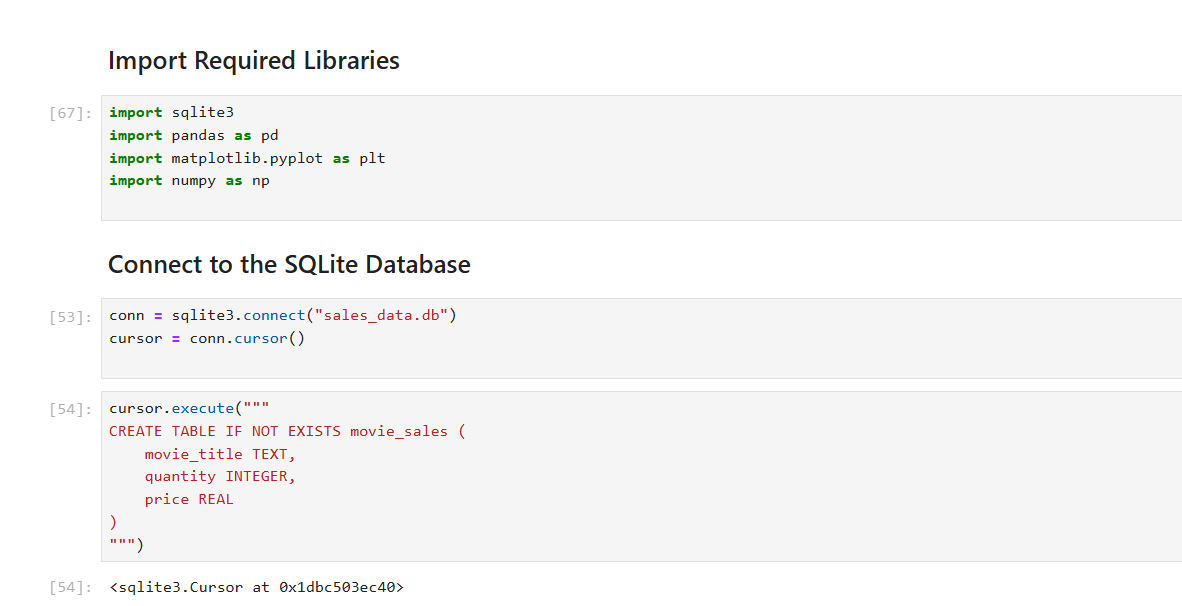 Import Required Libraries
[67]:
import sqlite3
import pandas as pd
import matplotlib.pyplot as plt
import numpy as np
Connect to the SQLite Database
[53]:
conn = sqlite3.connect("sales_data.db")
cursor = conn.cursor()
[54]:
cursor.execute("""
CREATE TABLE IF NOT EXISTS movie_sales (
    movie_title TEXT,
    quantity INTEGER,
    price REAL
)
""")
[54]:
<sqlite3.Cursor at 0x1dbc503ec40>